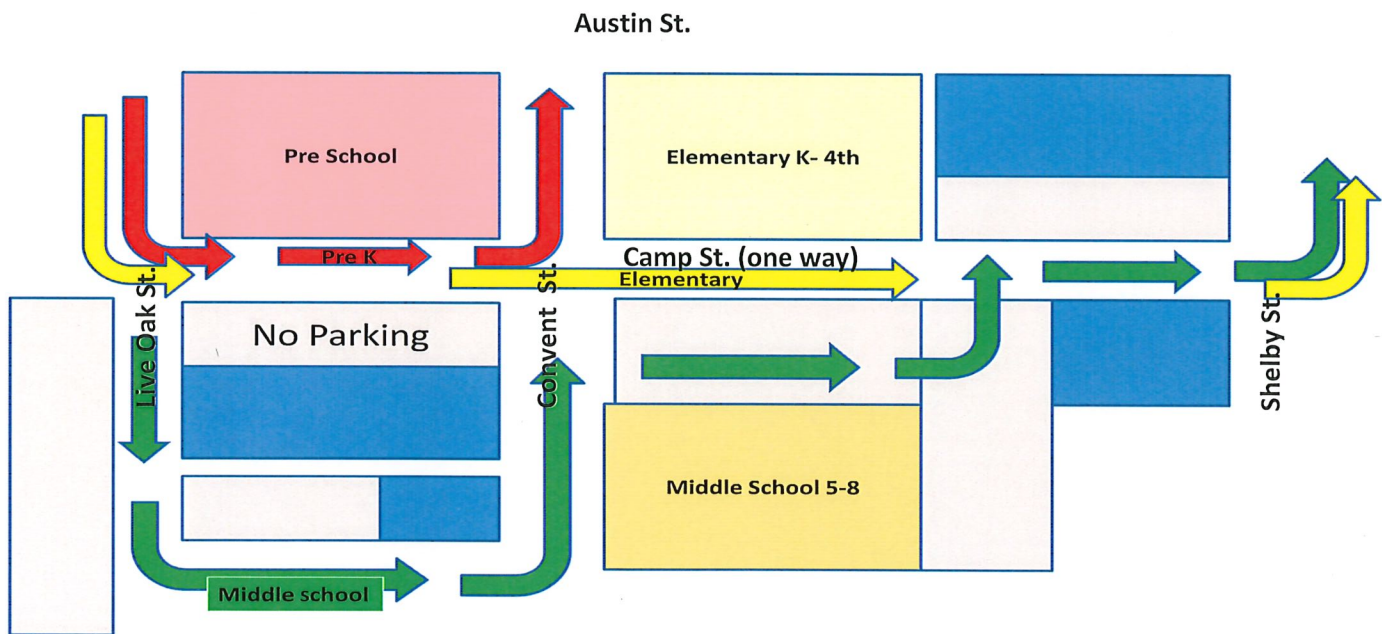 Austin St.
Pre School
Elementary K- 4th
Pre K
Camp St. (one way)
Elementary
Live Oak St.
No Parking
Convent St.
Shelby St.
Middle School 5-8
Middle school